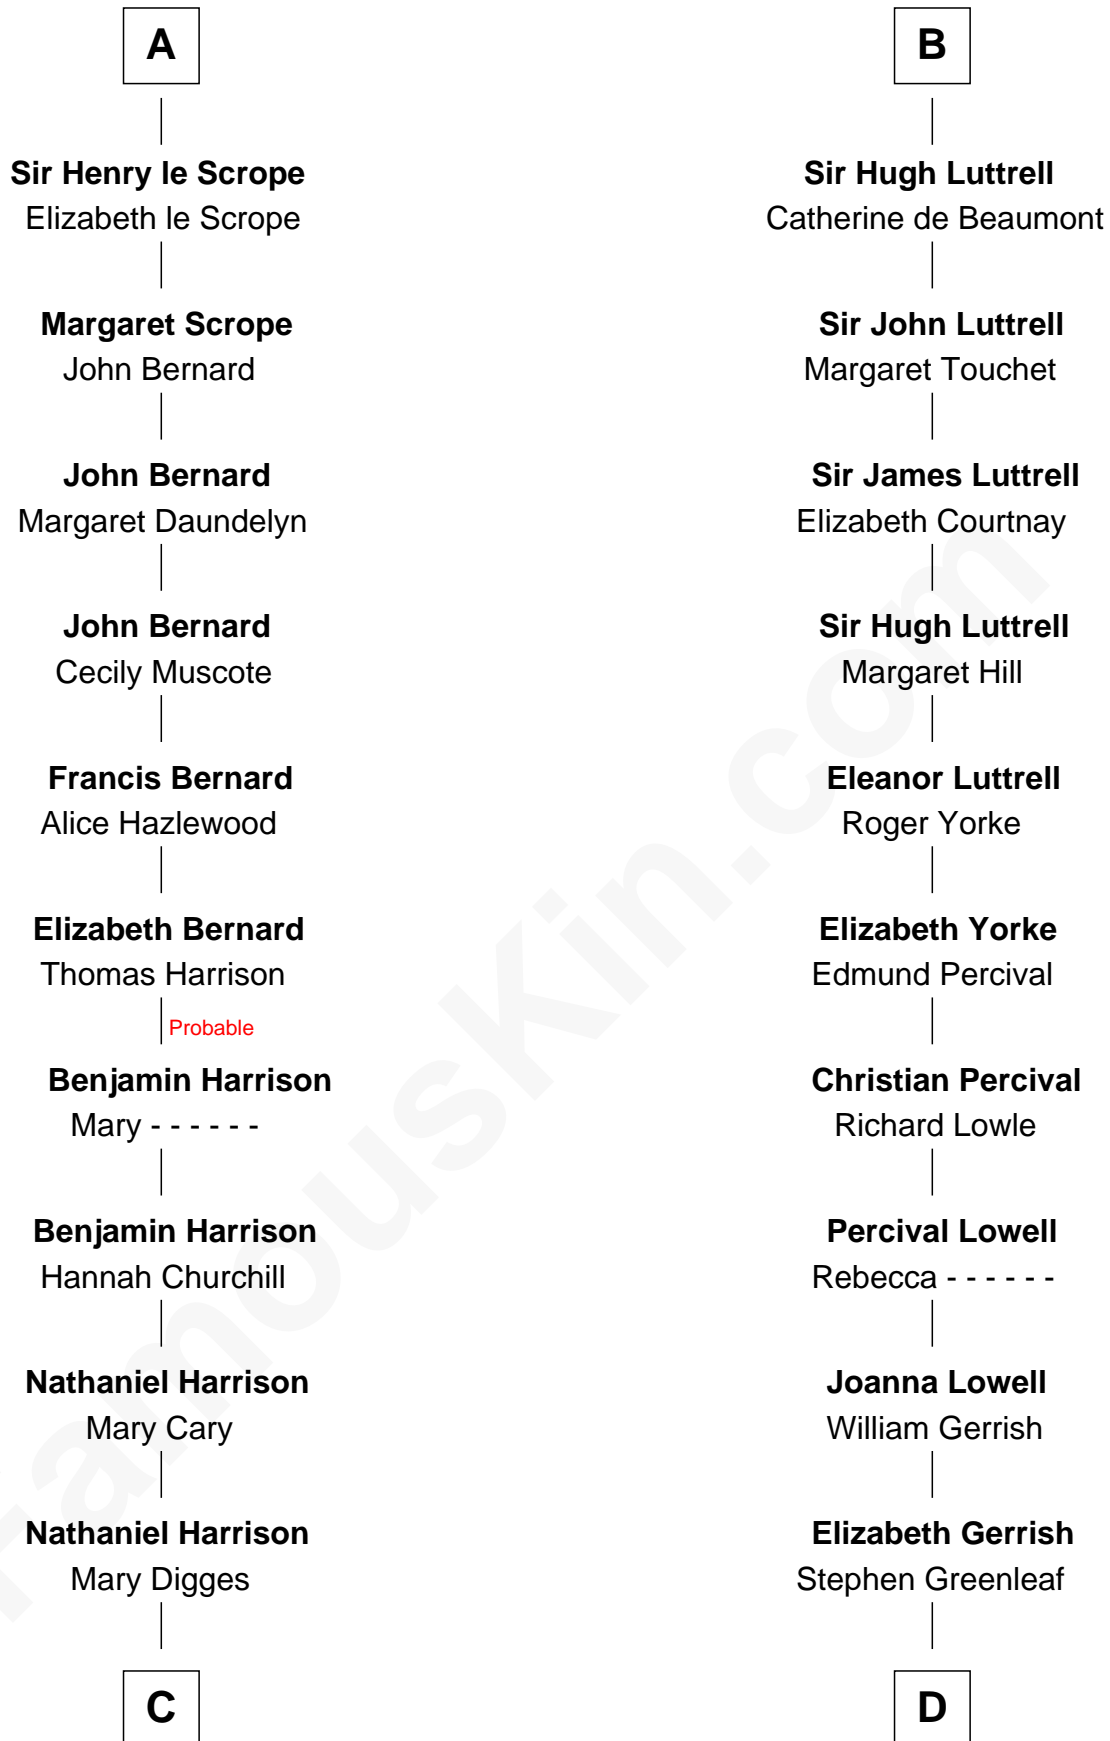 A
Sir Henry le Scrope
Elizabeth le Scrope
Margaret Scrope
John Bernard
John Bernard
Margaret Daundelyn
John Bernard
Cecily Muscote
Francis Bernard
Alice Hazlewood
Elizabeth Bernard
Thomas Harrison
Probable
Benjamin Harrison
Mary - - - - - -
Benjamin Harrison
Hannah Churchill
Nathaniel Harrison
Mary Cary
Nathaniel Harrison
Mary Digges
C
B
Sir Hugh Luttrell
Catherine de Beaumont
Sir John Luttrell
Margaret Touchet
Sir James Luttrell
Elizabeth Courtnay
Sir Hugh Luttrell
Margaret Hill
Eleanor Luttrell
Roger Yorke
Elizabeth Yorke
Edmund Percival
Christian Percival
Richard Lowle
Percival Lowell
Rebecca - - - - - -
Joanna Lowell
William Gerrish
Elizabeth Gerrish
Stephen Greenleaf
D
FamousKin.com